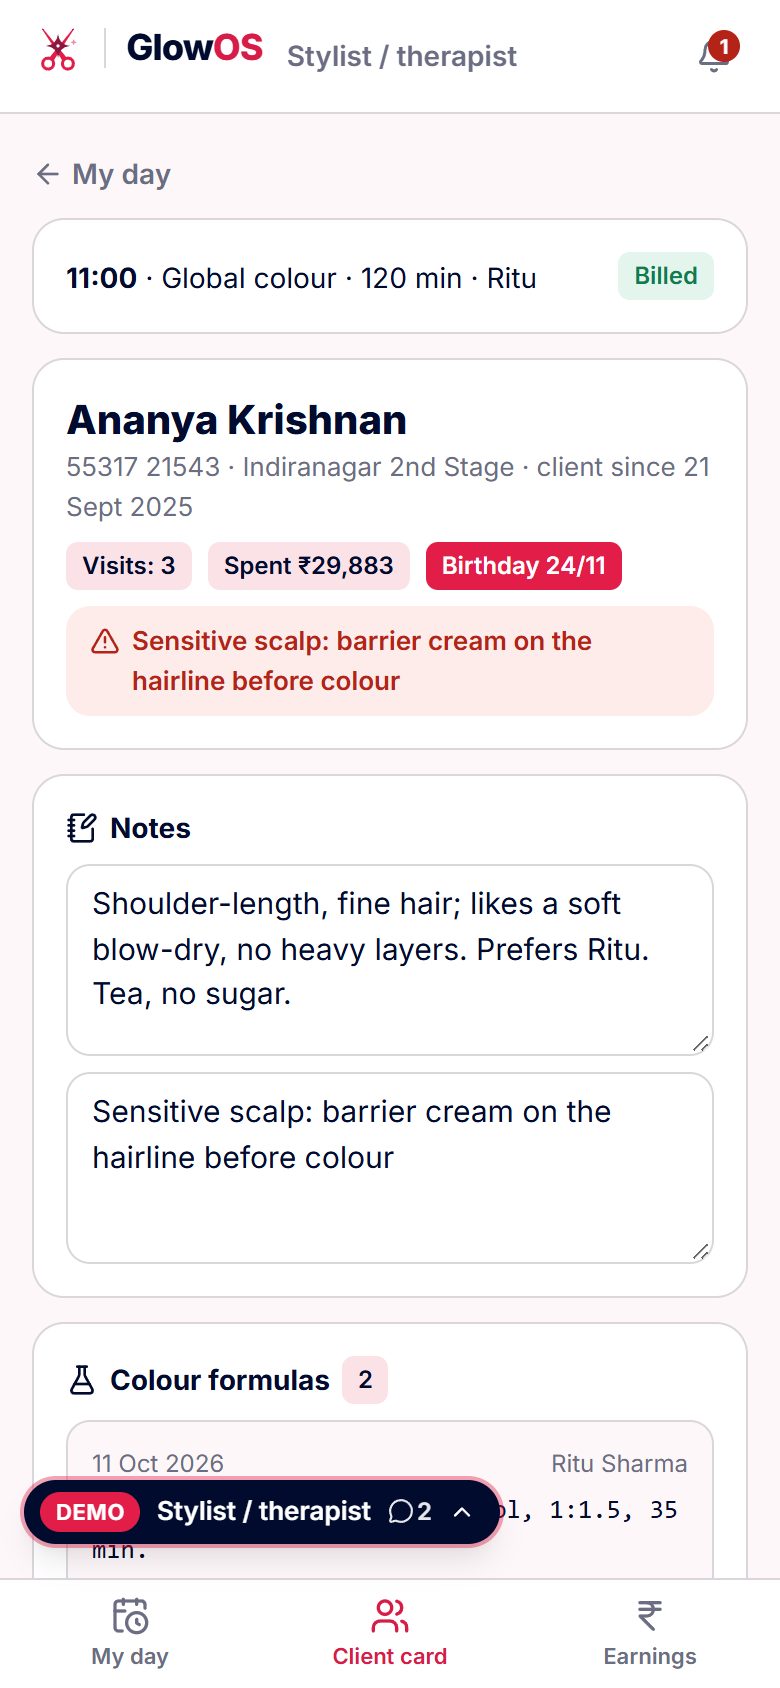 GlowOS
Stylist / therapist
1
My day
11:00 · Global colour · 120 min · Ritu
Billed
Ananya Krishnan
55317 21543 · Indiranagar 2nd Stage · client since 21
Sept 2025
Visits: 3
Spent ₹29,883
Birthday 24/11
Sensitive scalp: barrier cream on the
hairline before colour
Notes
Shoulder-length, fine hair; likes a soft
blow-dry, no heavy layers. Prefers Ritu.
Tea, no sugar.
Sensitive scalp: barrier cream on the
hairline before colour
Colour formulas
2
11 Oct 2026
Ritu Sharma
1:1.5, 35
min.
DEMO
Stylist / therapist
2
My day
Client card
Earnings